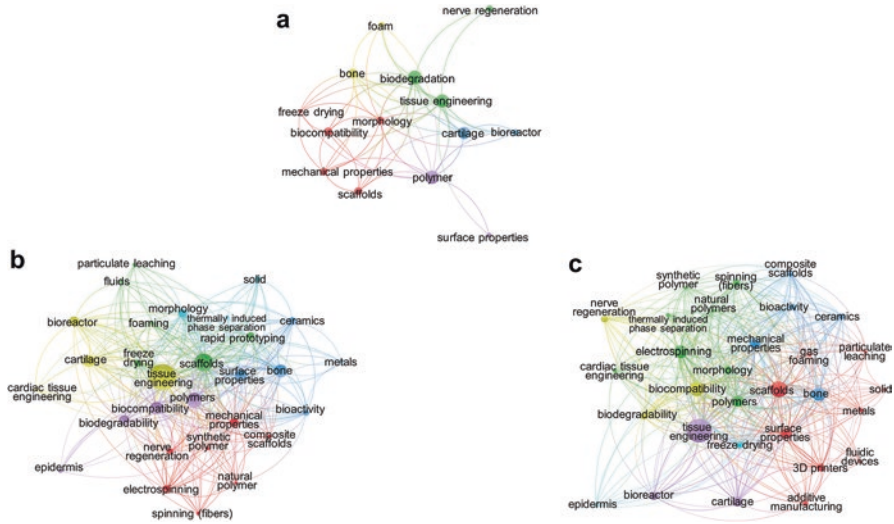 a
nerve regeneration
foam
bone
biodegradation
tissue engineering
freeze drying
morphology
biocompatibility
cartilage
bioreactor
mechanical properties
polymer
scaffolds
surface properties
b
particulate leaching
fluids
solid
morphology
bioreactor
foaming
thermally induced
phase separation
ceramics
rapid prototyping
cartilage
freeze
drying
scaffolds
metals
tissue
engineering
surface
properties
bone
cardiac tissue
engineering
polymers
biocompatibility
bioactivity
biodegradability
mechanical
properties
synthetic
polymer
composite
scaffolds
nerve
regeneration
epidermis
electrospinning
natural
polymer
spinning (fibers)
c
composite
scaffolds
synthetic
polymer
spinning (fibers)
nerve
regeneration
natural
polymers
bioactivity
thermally induced
phase separation
ceramics
mechanical
properties
electrospinning
gas
foaming
particulate
leaching
cardiac tissue
engineering
morphology
biocompatibility
scaffolds
bone
solid
polymers
metals
biodegradability
tissue
engineering
surface
properties
freeze-drying
fluidic
devices
3D printers
epidermis
bioreactor
cartilage
additive
manufacturing